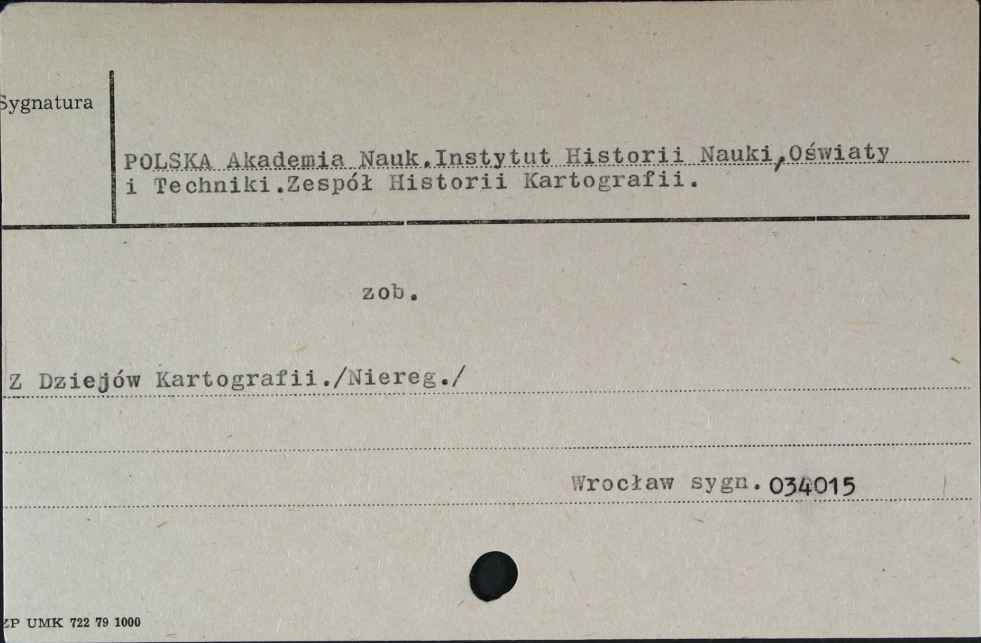 Sygnatura
POLSKA Akademia Nauk.Instytut Historii Nauki,Oświaty
i Techniki.Zespół Historii Kartografii.
zob.
Z Dziejów Kartografii./Niereg./
Wrocław sygn. 034015
ZP UMK 722 79 1000